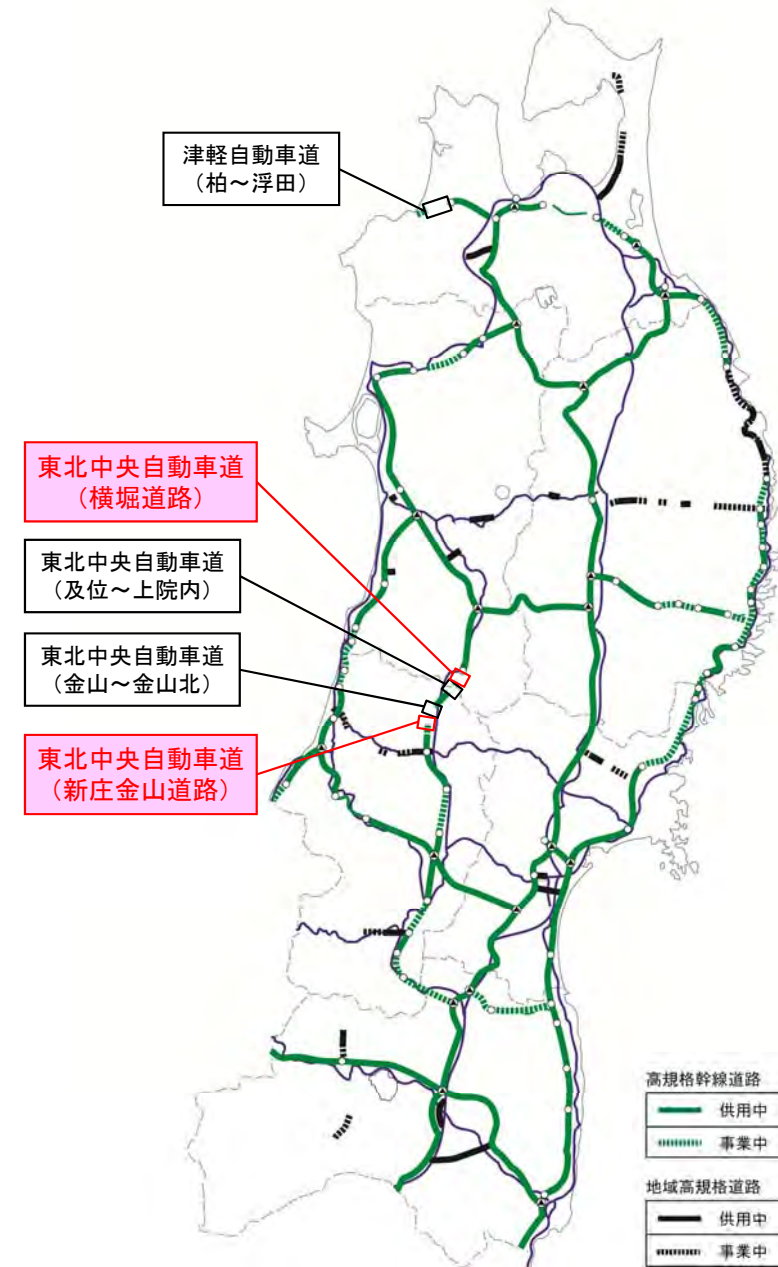 津軽自動車道
（柏～浮田）
東北中央自動車道
（横堀道路）
東北中央自動車道
（及位～上院内）
東北中央自動車道
（金山～金山北）
東北中央自動車道
（新庄金山道路）
高規格幹線道路
供用中
事業中
地域高規格道路
供用中
事業中